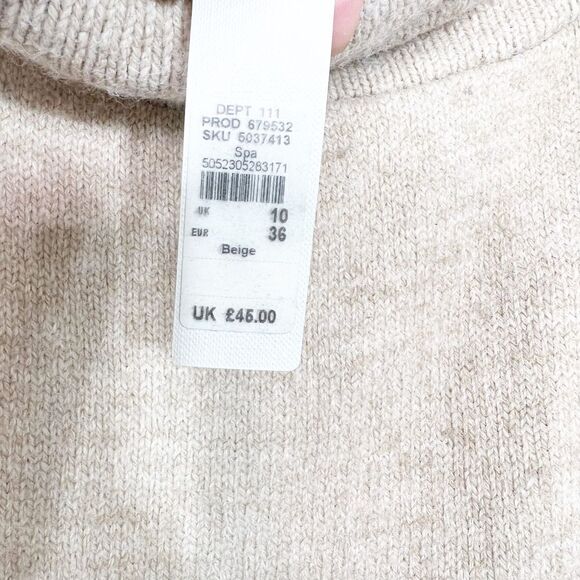 DEPT 111
PROD 679532
SKU 5037413
Spa
5052305283171
UK 10
EUR 36
Beige
UK £45.00